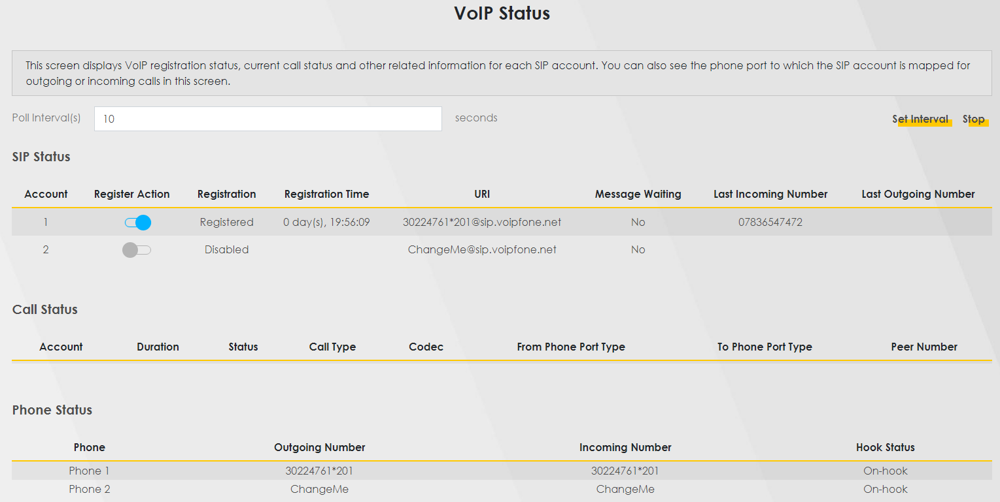 VoIP Status
This screen displays VoIP registration status, current call status and other related information for each SIP account. You can also see the phone port to which the SIP account is mapped for
outgoing or incoming calls in this screen.
Poll Interval(s) 10 seconds Set Interval Stop
SIP Status
Account Register Action Registration Registration Time URI Message Waiting Last Incoming Number Last Outgoing Number
1 Registered 0 day(s), 19:56:09 30224761*201@sip.voipfone.net No 07836547472
2 Disabled ChangeMe@sip.voipfone.net No
Call Status
Account Duration Status Call Type Codec From Phone Port Type To Phone Port Type Peer Number
Phone Status
Phone Outgoing Number Incoming Number Hook Status
Phone 1 30224761*201 30224761*201 On-hook
Phone 2 ChangeMe ChangeMe On-hook